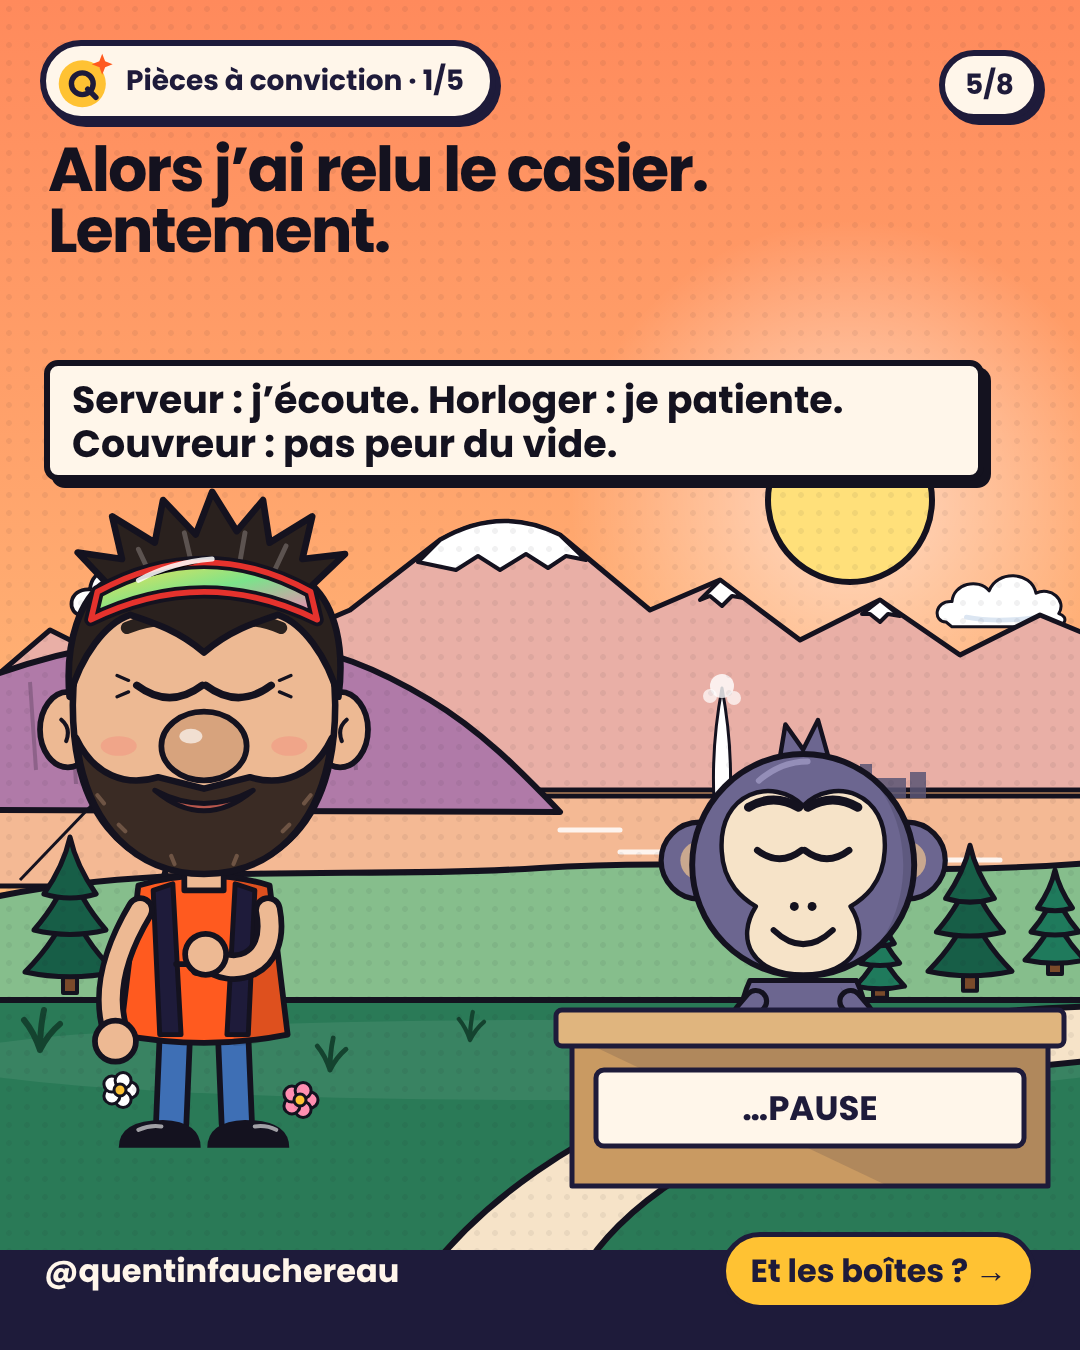 Q
Pièces à conviction · 1/5
5/8
Alors j’ai relu le casier.
Lentement.
Serveur : j’écoute. Horloger : je patiente.
Couvreur : pas peur du vide.
...PAUSE
@quentinfauchereau
Et les boîtes ? →